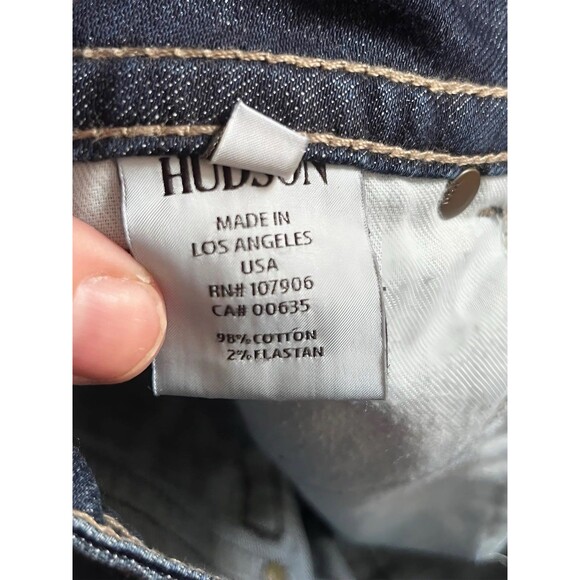 HUDSON
MADE IN
LOS ANGELES
USA
RN# 107906
CA# 00635
98% COTTON
2% ELASTAN